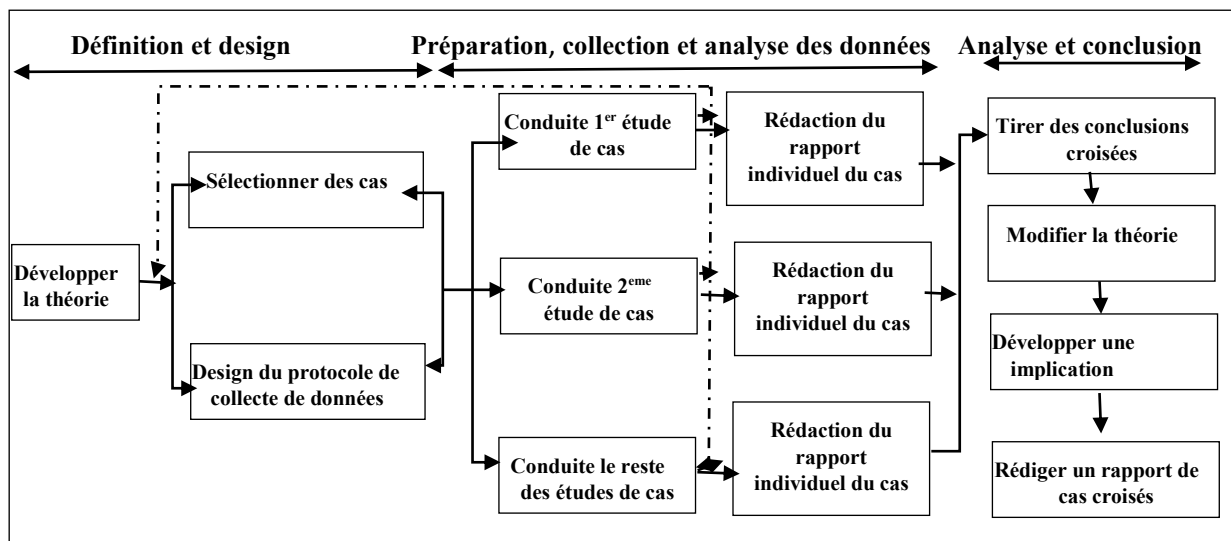 Définition et design
Préparation, collection et analyse des données
Analyse et conclusion
Développer
la théorie
Sélectionner des cas
Design du protocole de
collecte de données
Conduite 1er étude
de cas
Conduite 2eme
étude de cas
Conduite le reste
des études de cas
Rédaction du
rapport
individuel du cas
Rédaction du
rapport
individuel du cas
Rédaction du
rapport
individuel du cas
Tirer des conclusions
croisées
Modifier la théorie
Développer une
implication
Rédiger un rapport de
cas croisés